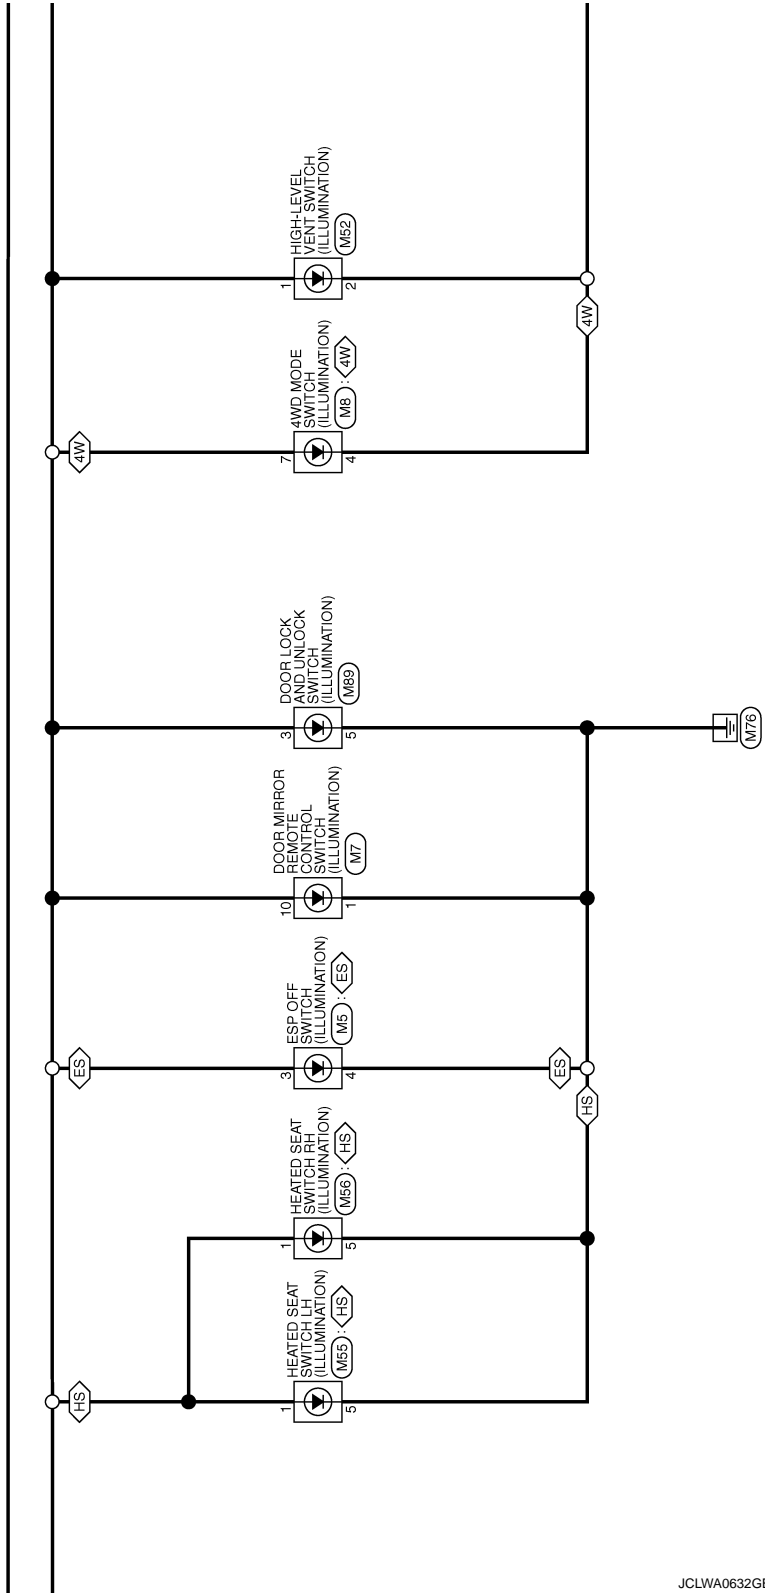 HIGH-LEVEL
VENT SWITCH
(ILLUMINATION)
M52
1
2
4W
4WD MODE
SWITCH
(ILLUMINATION)
M8 : 4W
4W
7
4
DOOR LOCK
AND UNLOCK
SWITCH
(ILLUMINATION)
M89
3
5
M76
DOOR MIRROR
REMOTE
CONTROL
SWITCH
(ILLUMINATION)
M7
10
1
ESP OFF
SWITCH
(ILLUMINATION)
M5 : ES
ES
3
4
ES
HS
HEATED SEAT
SWITCH RH
(ILLUMINATION)
M56 : HS
1
5
HEATED SEAT
SWITCH LH
(ILLUMINATION)
M55 : HS
HS
1
5